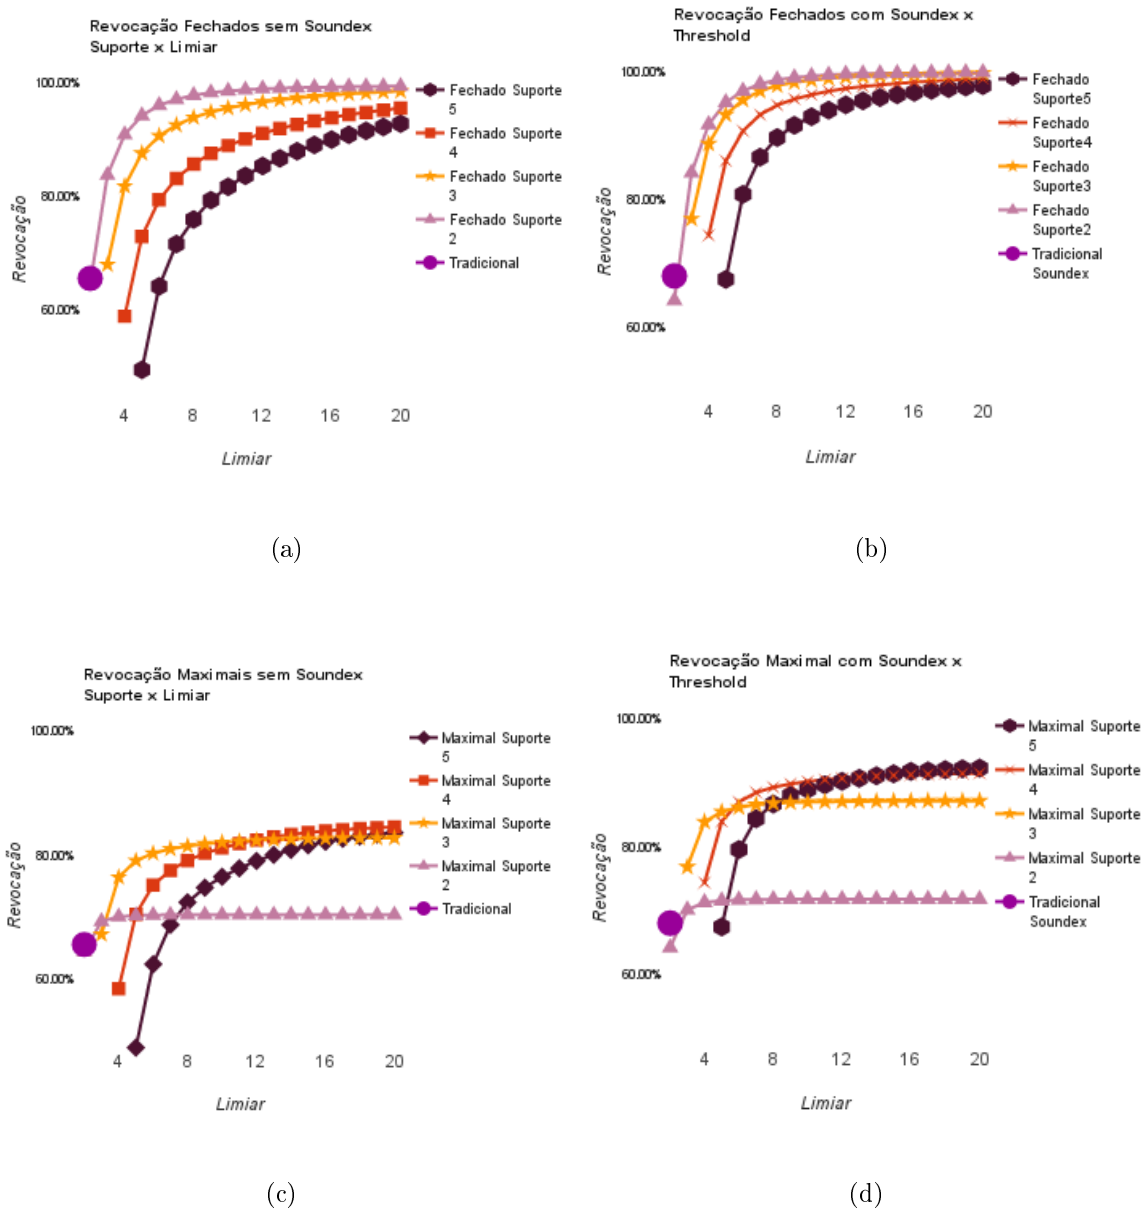 Revocação Fechados sem Soundex
Suporte x Limiar
100.00%
80.00%
60.00%
Revocação
4 8 12 16 20
Limiar
Fechado Suporte
5
Fechado Suporte
4
Fechado Suporte
3
Fechado Suporte
2
Tradicional
(a)
Revocação Fechados com Soundex x
Threshold
100.00%
80.00%
60.00%
Revocação
4 8 12 16 20
Limiar
Fechado
Suporte5
Fechado
Suporte4
Fechado
Suporte3
Fechado
Suporte2
Tradicional
Soundex
(b)
Revocação Maximais sem Soundex
Suporte x Limiar
100.00%
80.00%
60.00%
Revocação
4 8 12 16 20
Limiar
Maximal Suporte
5
Maximal Suporte
4
Maximal Suporte
3
Maximal Suporte
2
Tradicional
(c)
Revocação Maximal com Soundex x
Threshold
100.00%
80.00%
60.00%
Revocação
4 8 12 16 20
Limiar
Maximal Suporte
5
Maximal Suporte
4
Maximal Suporte
3
Maximal Suporte
2
Tradicional
Soundex
(d)